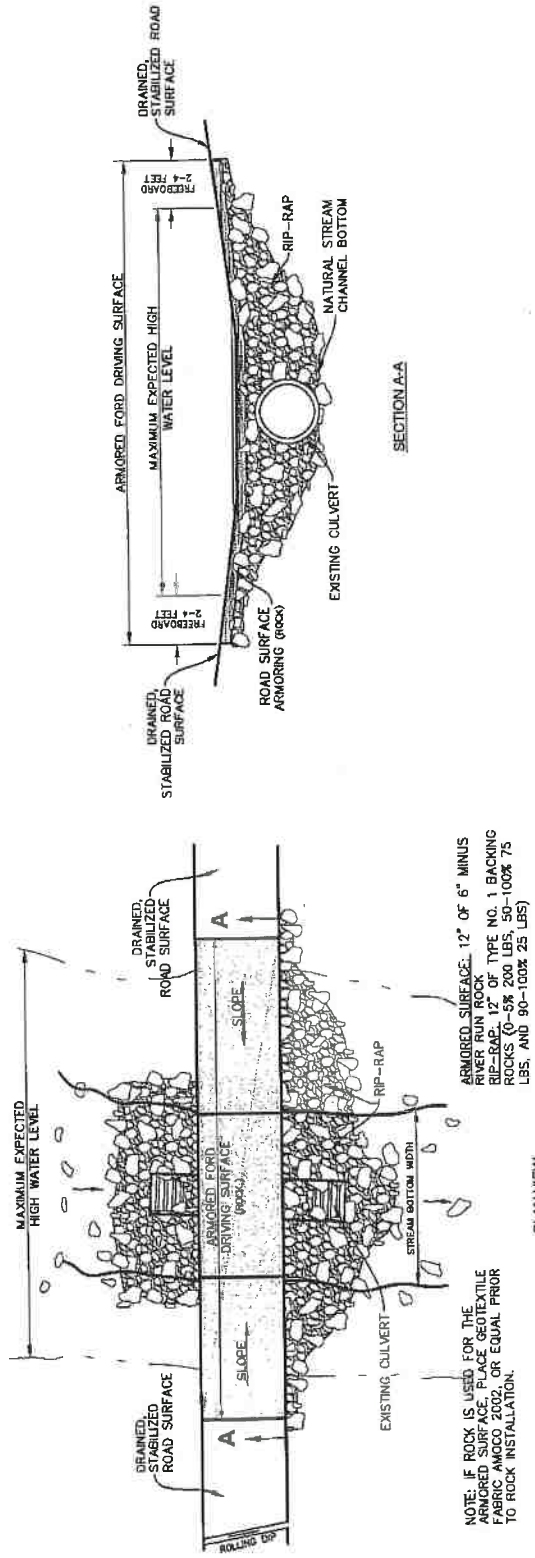 MAXIMUM EXPECTED
HIGH WATER LEVEL
DRAINED,
STABILIZED
ROAD SURFACE
DRAINED,
STABILIZED
ROAD SURFACE
A
A
SLOPE
SLOPE
ARMORED FORD
DRIVING SURFACE
(ROCK)
ROLLING DIP
RIP-RAP
STREAM BOTTOM WIDTH
EXISTING CULVERT
NOTE: IF ROCK IS USED FOR THE
ARMORED SURFACE, PLACE GEOTEXTILE
FABRIC AMOCO 2002, OR EQUAL PRIOR
TO ROCK INSTALLATION.
ARMORED SURFACE: 12" OF 6" MINUS
RIVER RUN ROCK
RIP-RAP: 12" OF TYPE NO. 1 BACKING
ROCKS (0-5% 200 LBS, 50-100% 75
LBS, AND 90-100% 25 LBS)
DRAINED,
STABILIZED ROAD
SURFACE
ARMORED FORD DRIVING SURFACE
MAXIMUM EXPECTED HIGH
WATER LEVEL
FREEBOARD
2-4 FEET
FREEBOARD
2-4 FEET
DRAINED,
STABILIZED ROAD
SURFACE
ROAD SURFACE
ARMORING (ROCK)
EXISTING CULVERT
RIP-RAP
NATURAL STREAM
CHANNEL BOTTOM
SECTION A-A